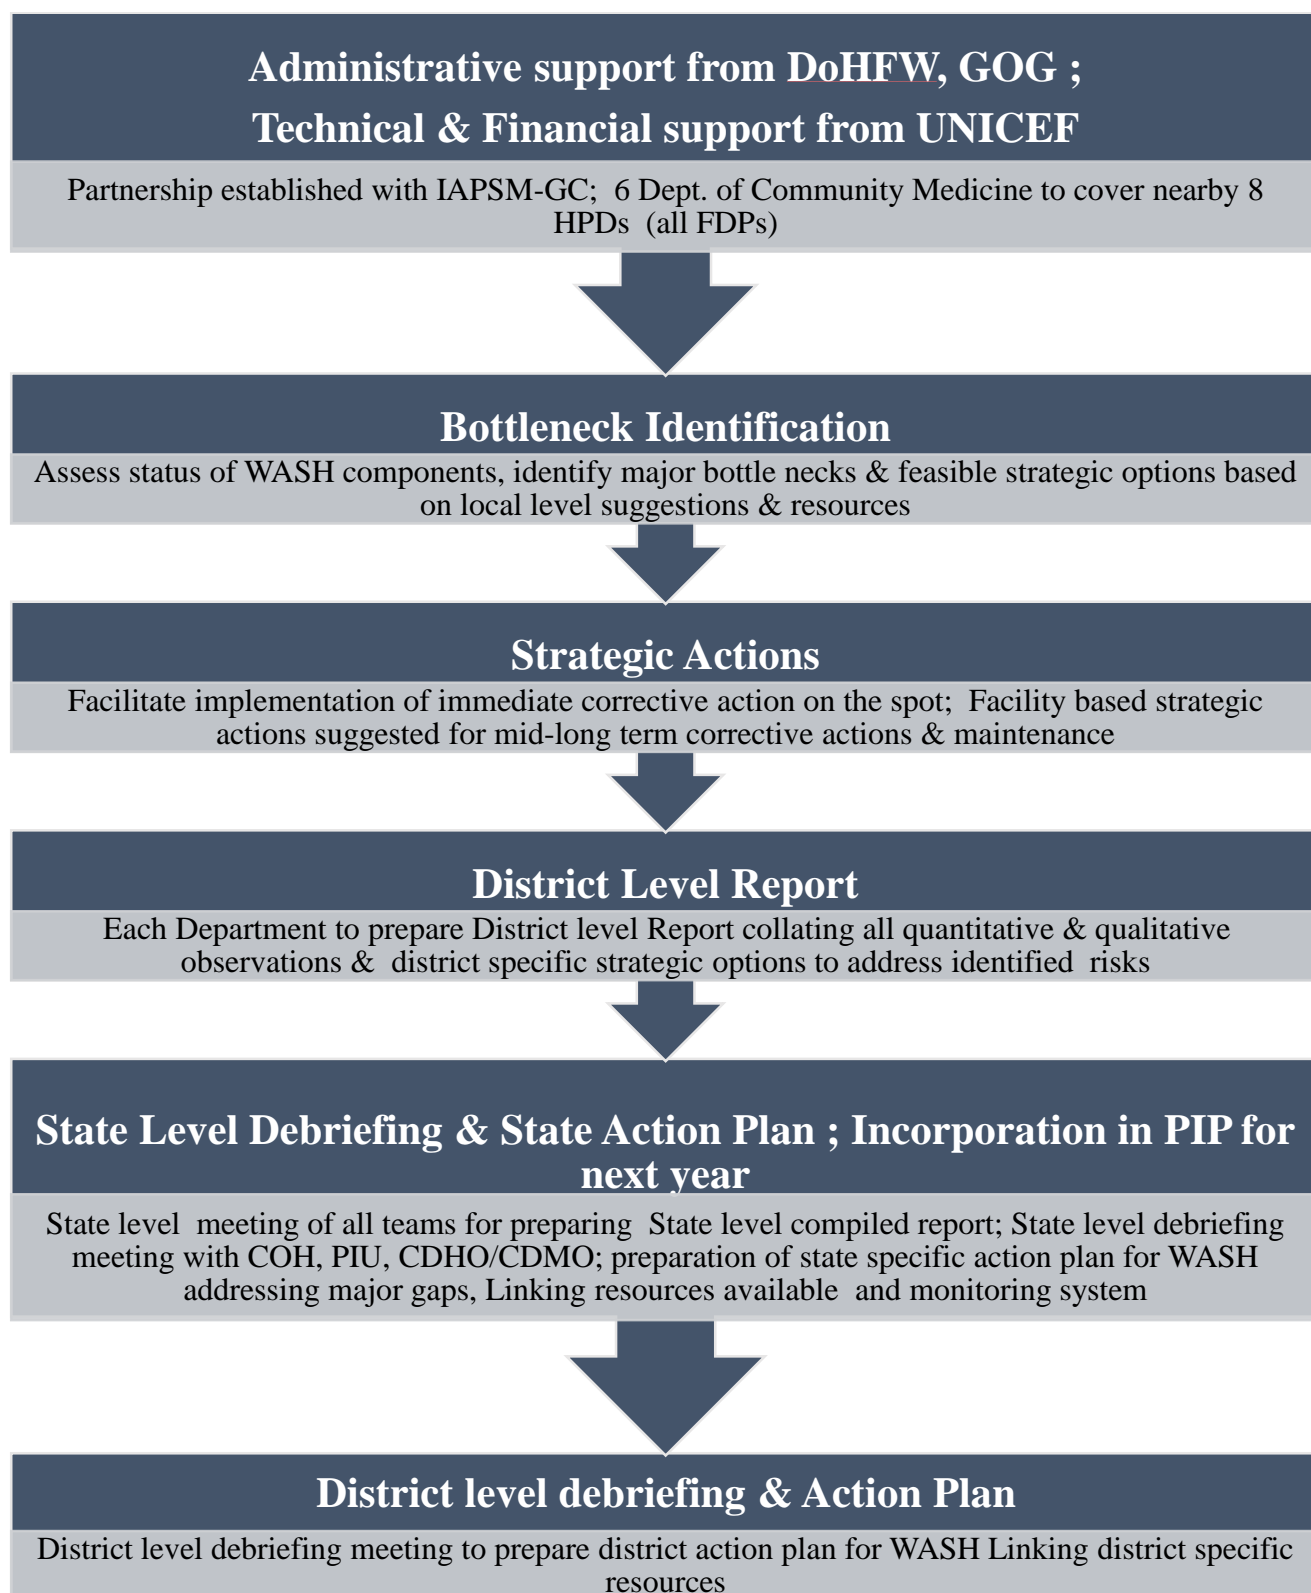 Administrative support from DoHFW, GOG ;
Technical & Financial support from UNICEF
Partnership established with IAPSM-GC; 6 Dept. of Community Medicine to cover nearby 8
HPDs (all FDPs)
Bottleneck Identification
Assess status of WASH components, identify major bottle necks & feasible strategic options based
on local level suggestions & resources
Strategic Actions
Facilitate implementation of immediate corrective action on the spot; Facility based strategic
actions suggested for mid-long term corrective actions & maintenance
District Level Report
Each Department to prepare District level Report collating all quantitative & qualitative
observations & district specific strategic options to address identified risks
State Level Debriefing & State Action Plan ; Incorporation in PIP for
next year
State level meeting of all teams for preparing State level compiled report; State level debriefing
meeting with COH, PIU, CDHO/CDMO; preparation of state specific action plan for WASH
addressing major gaps, Linking resources available and monitoring system
District level debriefing & Action Plan
District level debriefing meeting to prepare district action plan for WASH Linking district specific
resources